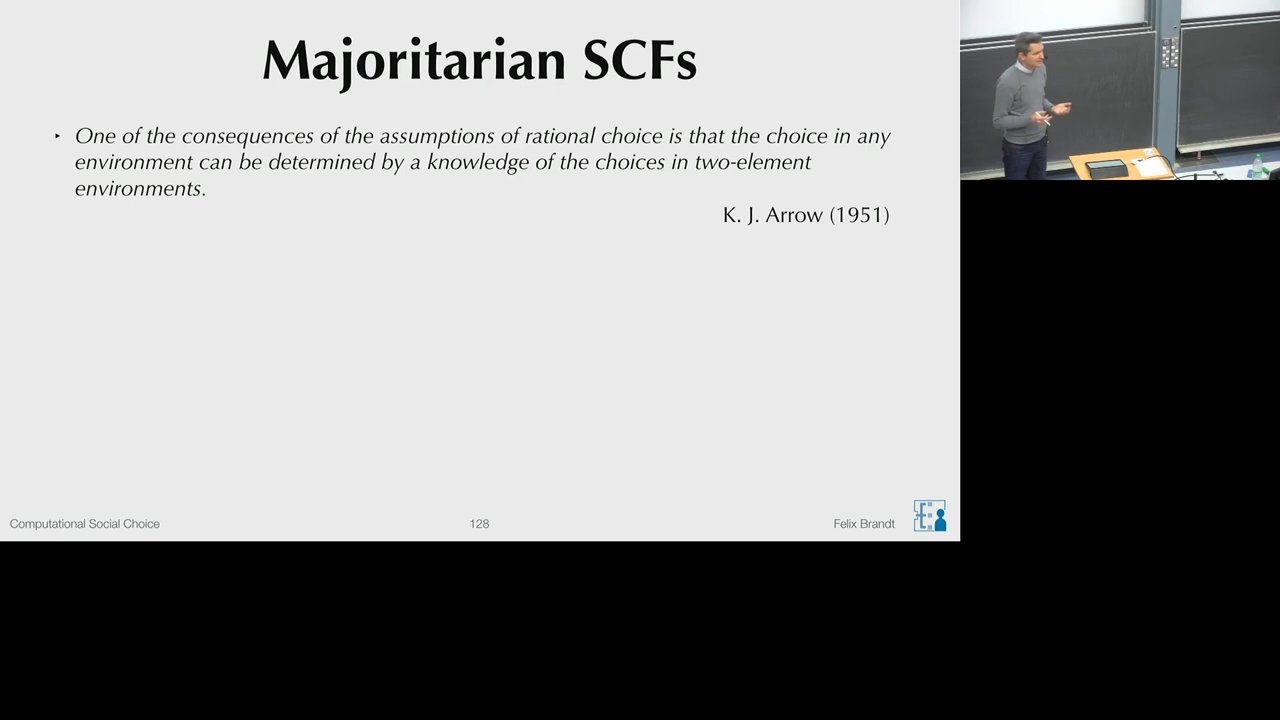 Majoritarian SCFs
‣ One of the consequences of the assumptions of rational choice is that the choice in any
environment can be determined by a knowledge of the choices in two-element
environments.
K. J. Arrow (1951)
Computational Social Choice
128
Felix Brandt